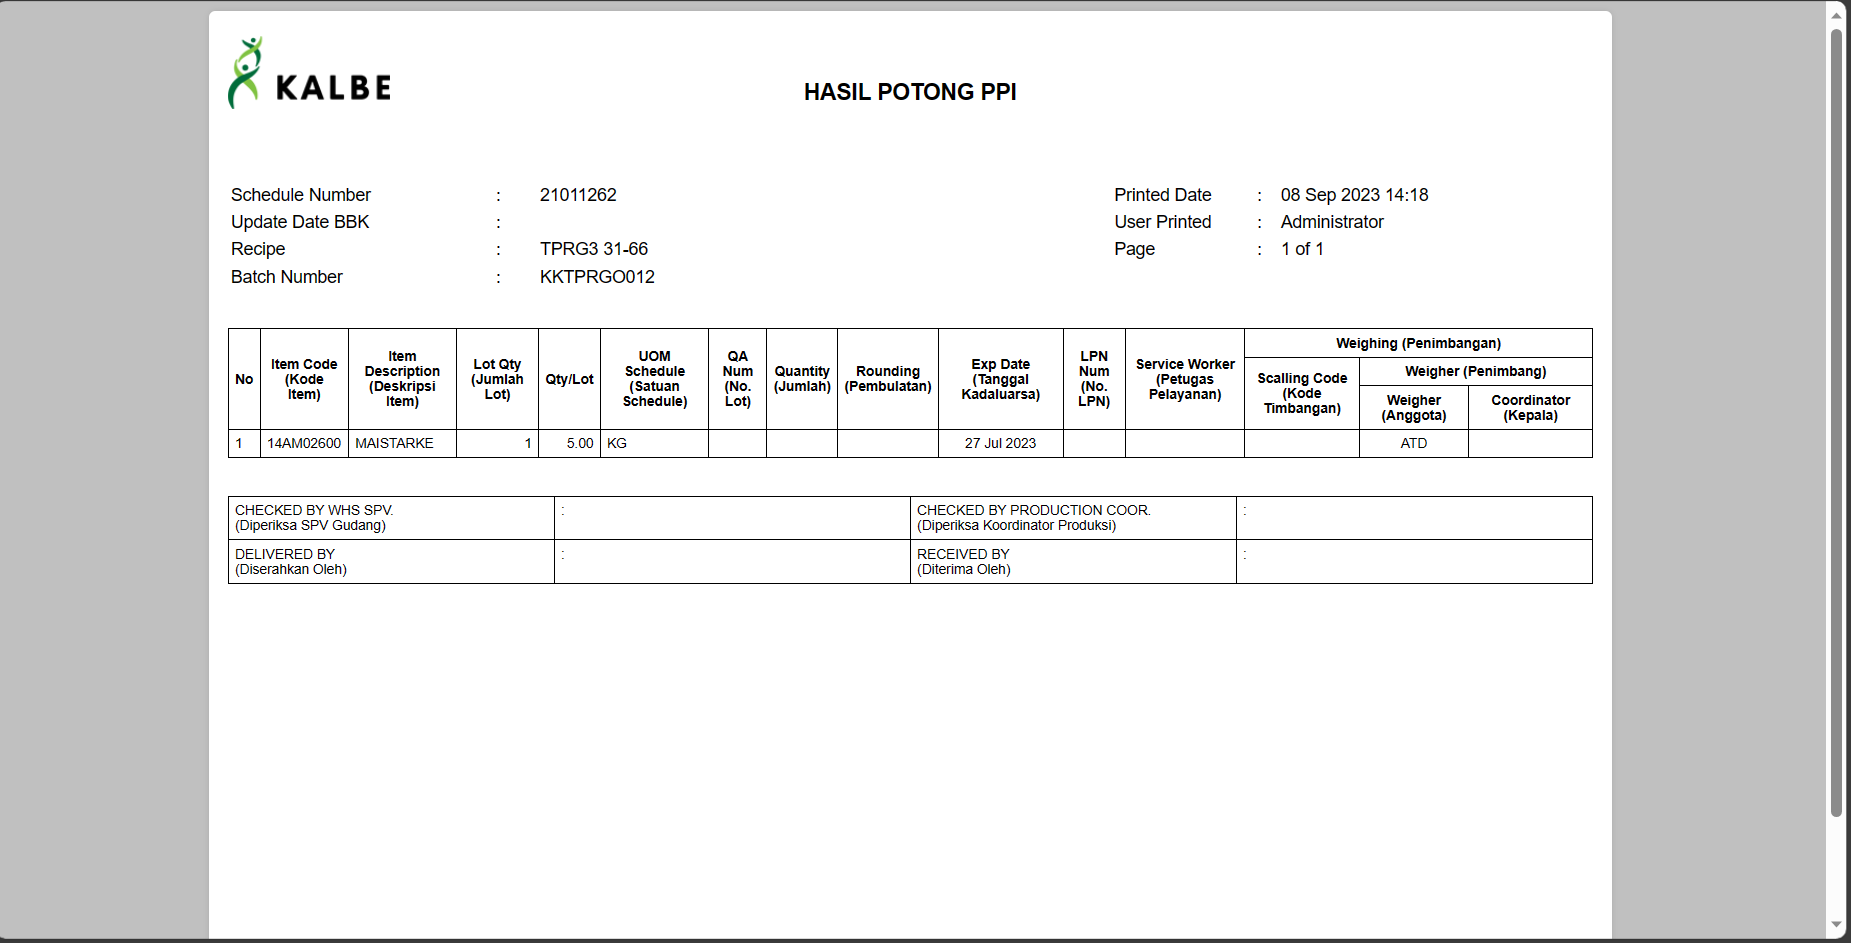 KALBE
HASIL POTONG PPI
Schedule Number : 21011262
Update Date BBK :
Recipe : TPRG3 31-66
Batch Number : KKTPRGO012
Printed Date : 08 Sep 2023 14:18
User Printed : Administrator
Page : 1 of 1
No
Item Code
(Kode
Item)
Item
Description
(Deskripsi
Item)
Lot Qty
(Jumlah
Lot)
Qty/Lot
UOM
Schedule
(Satuan
Schedule)
QA
Num
(No.
Lot)
Quantity
(Jumlah)
Rounding
(Pembulatan)
Exp Date
(Tanggal
Kadaluarsa)
LPN
Num
(No.
LPN)
Service Worker
(Petugas
Pelayanan)
Weighing (Penimbangan)
Scalling Code
(Kode
Timbangan)
Weigher (Penimbang)
Weigher
(Anggota)
Coordinator
(Kepala)
1 14AM02600 MAISTARKE 1 5.00 KG 27 Jul 2023 ATD
CHECKED BY WHS SPV. :
(Diperiksa SPV Gudang)
CHECKED BY PRODUCTION COOR. :
(Diperiksa Koordinator Produksi)
DELIVERED BY :
(Diserahkan Oleh)
RECEIVED BY :
(Diterima Oleh)